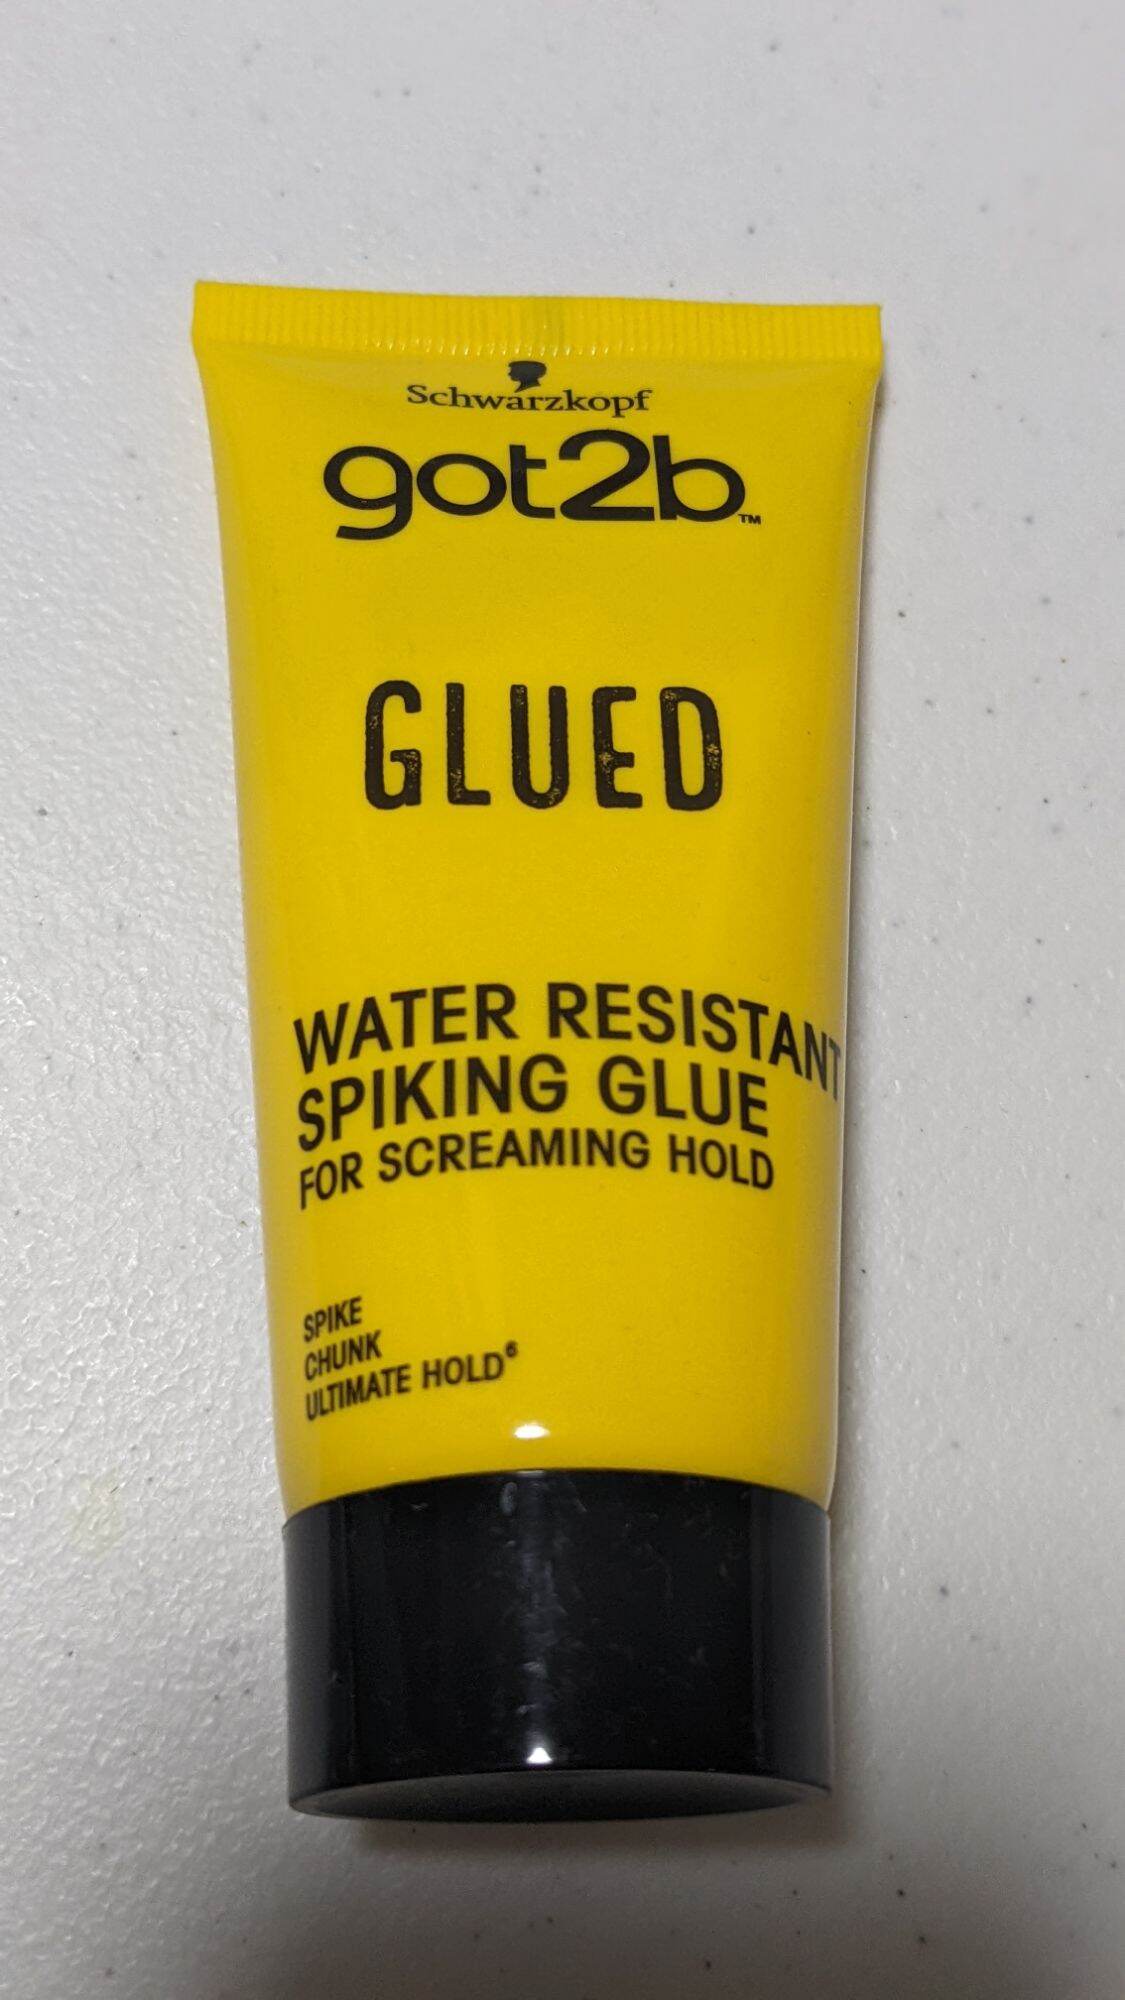 Schwarzkopf
got2b™
GLUED
WATER RESISTANT
SPIKING GLUE
FOR SCREAMING HOLD
SPIKE
CHUNK
ULTIMATE HOLD⁶